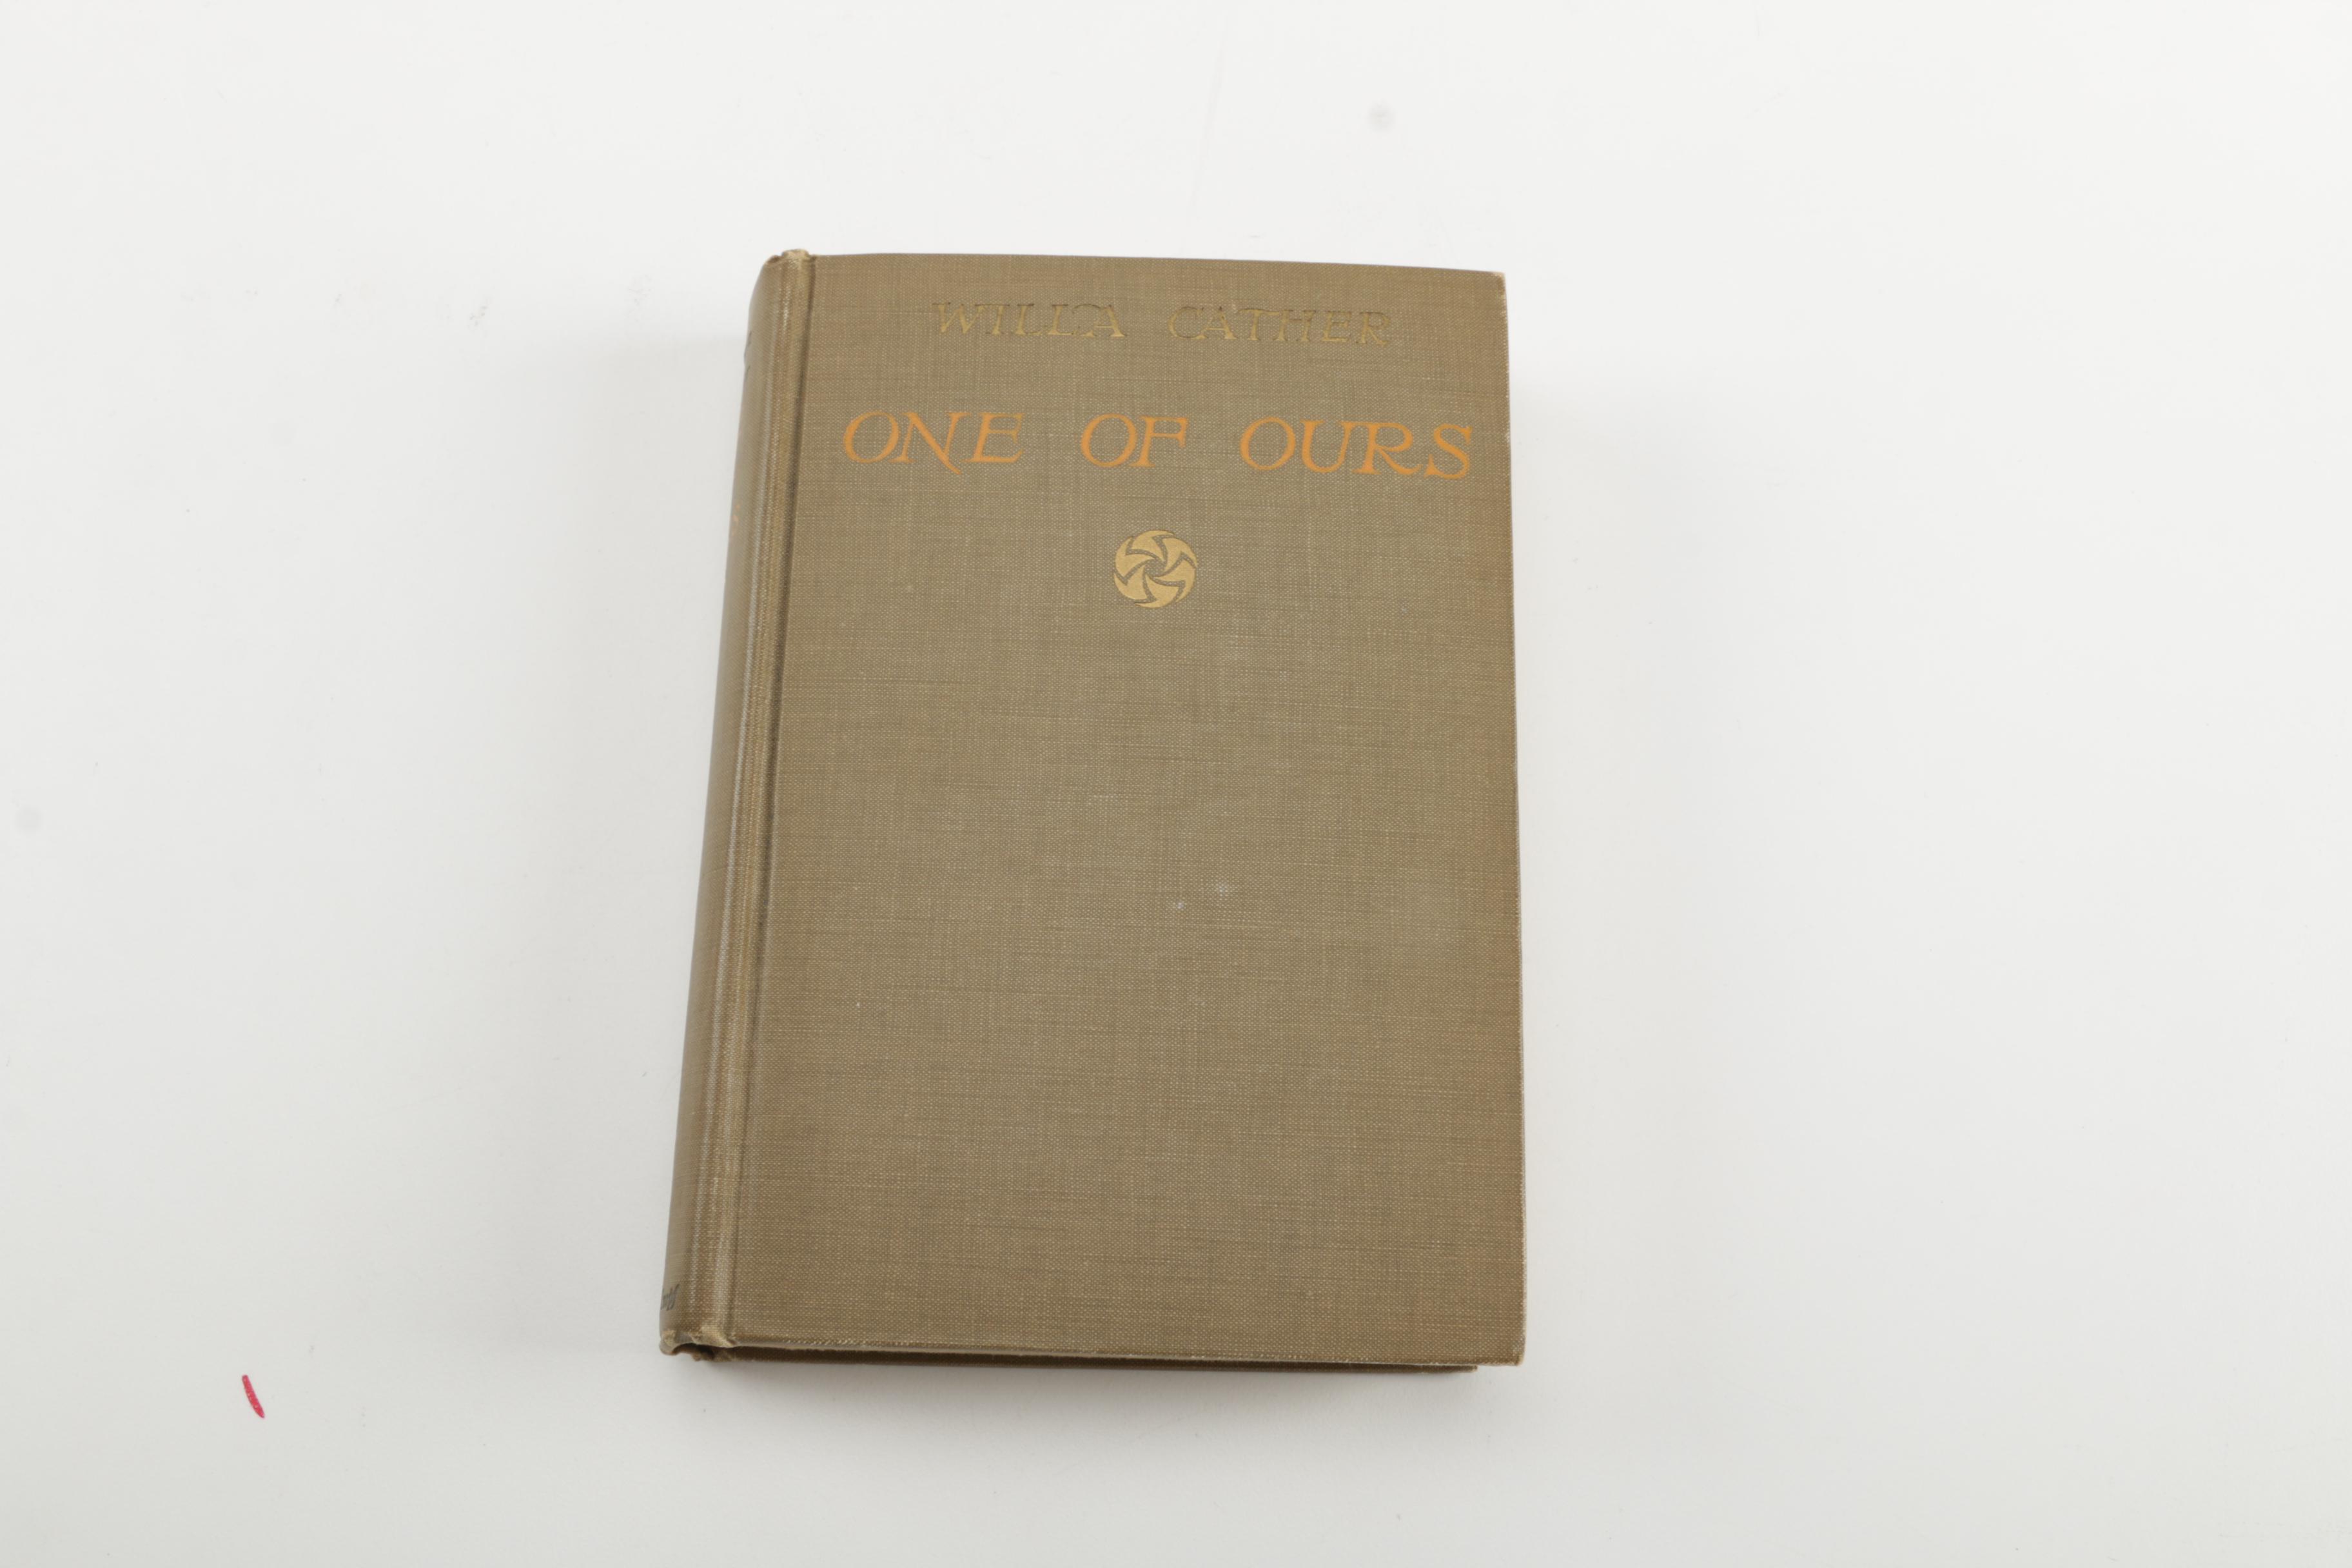 WILLA CATHER
ONE OF OURS